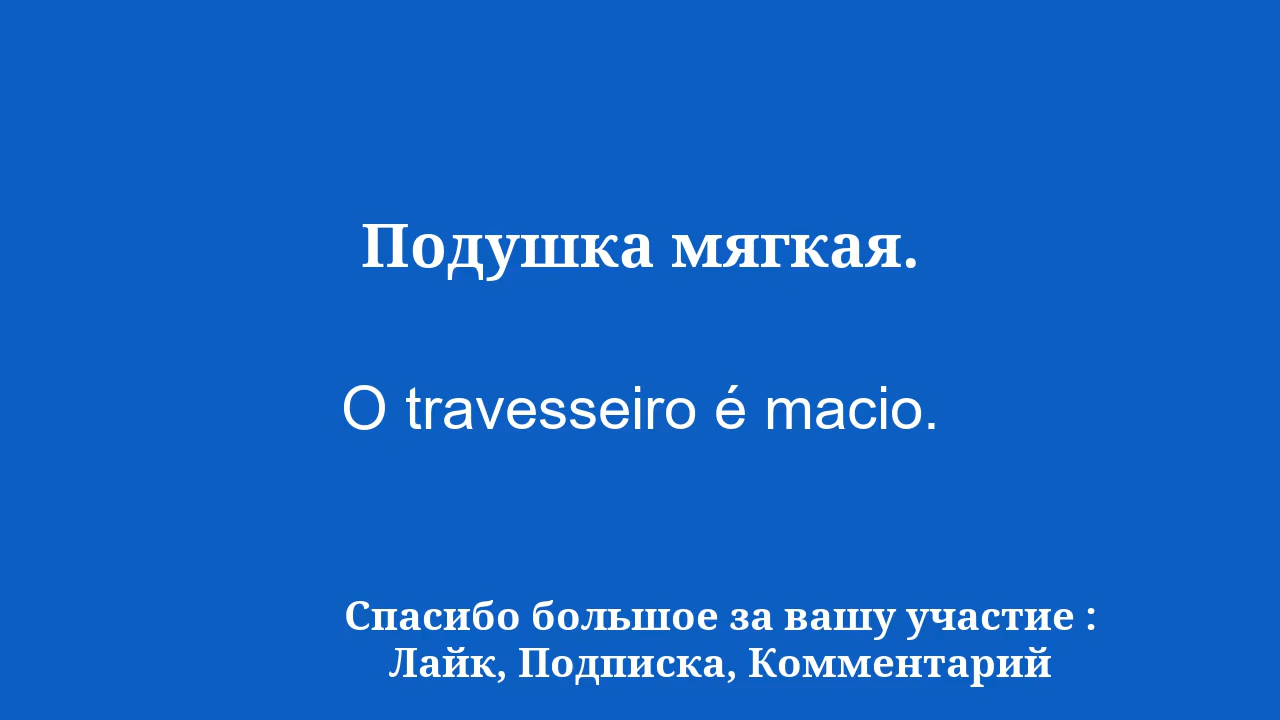 Подушка мягкая.
O travesseiro é macio.
Спасибо большое за вашу участие :
Лайк, Подписка, Комментарий